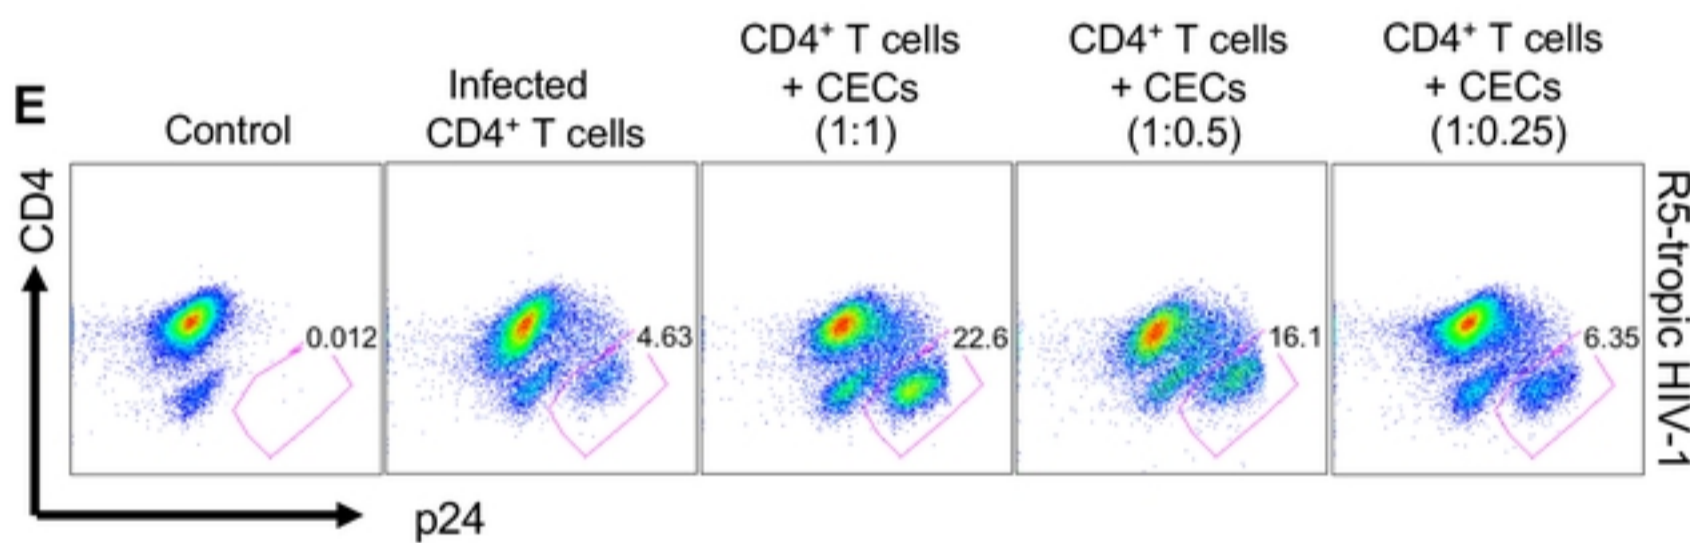 E
Control
Infected
CD4⁺ T cells
CD4⁺ T cells
+ CECs
(1:1)
CD4⁺ T cells
+ CECs
(1:0.5)
CD4⁺ T cells
+ CECs
(1:0.25)
CD4
0.012
4.63
22.6
16.1
6.35
R5-tropic HIV-1
p24